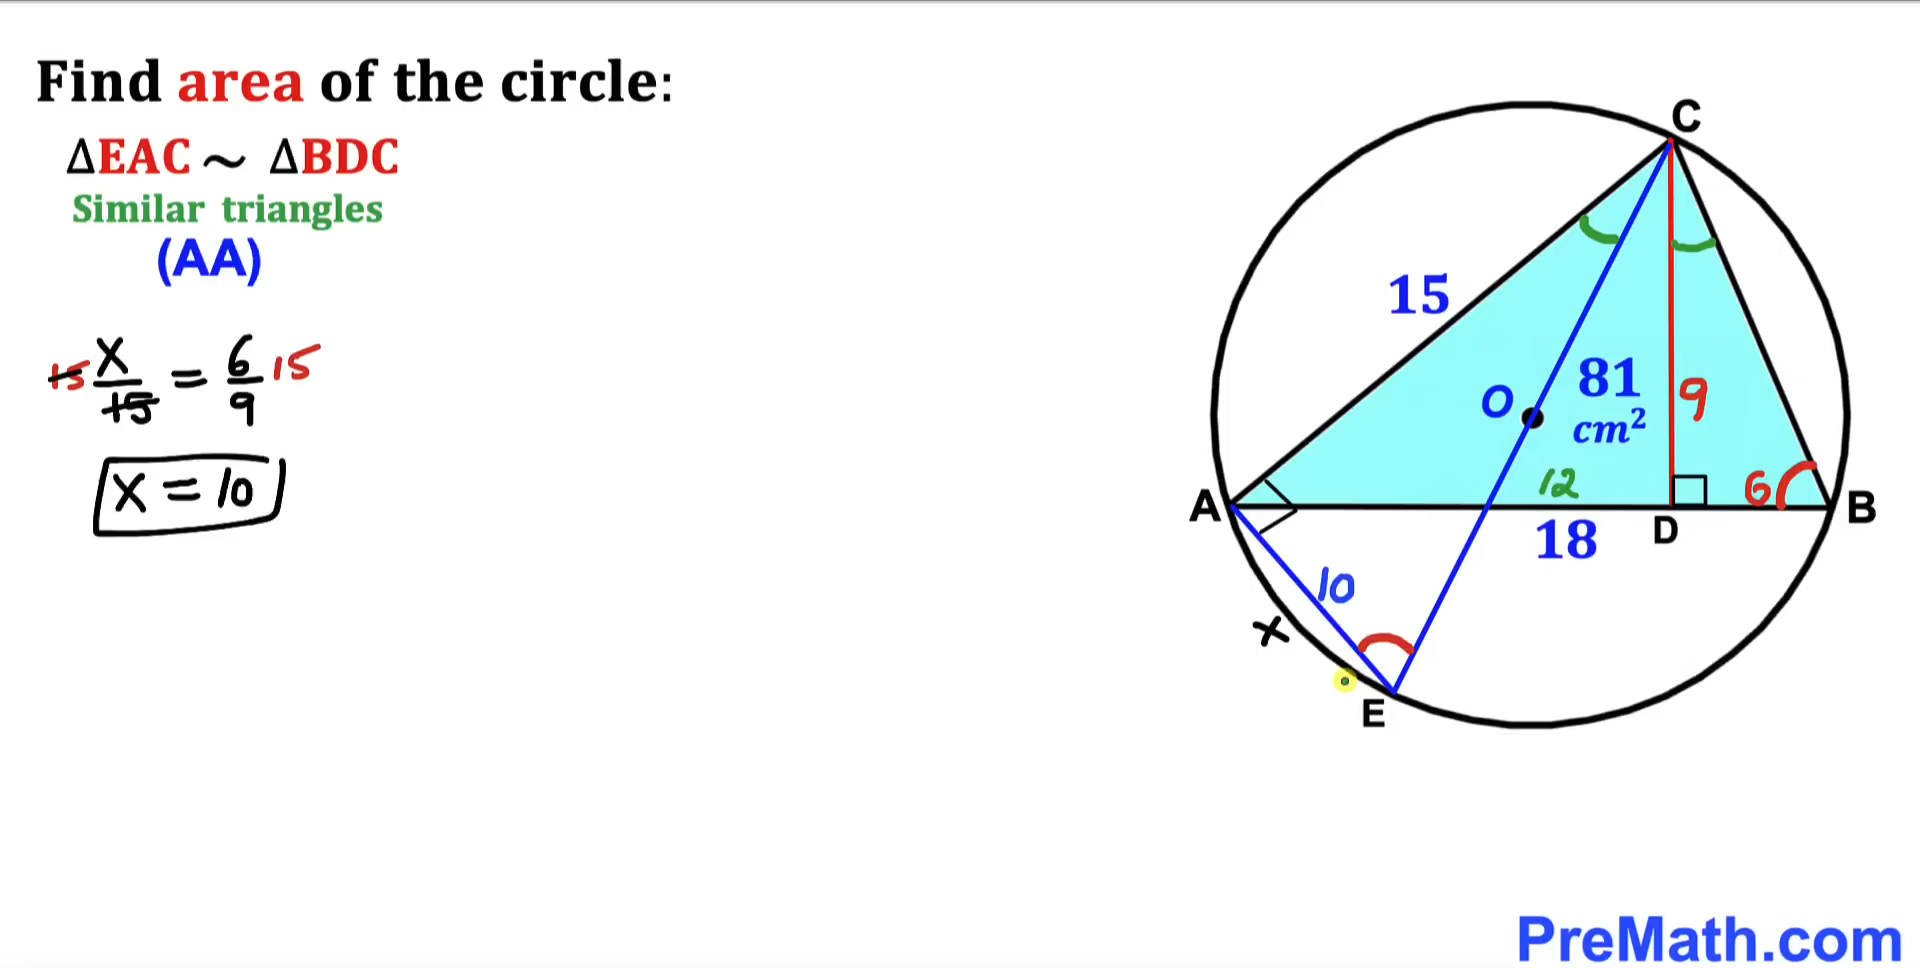 Find area of the circle:
ΔEAC ~ ΔBDC
Similar triangles
(AA)
15 x/15 = 6/9 15
x = 10
C
15
O
81
cm²
9
12
6
A
B
18
D
10
x
E
PreMath.com